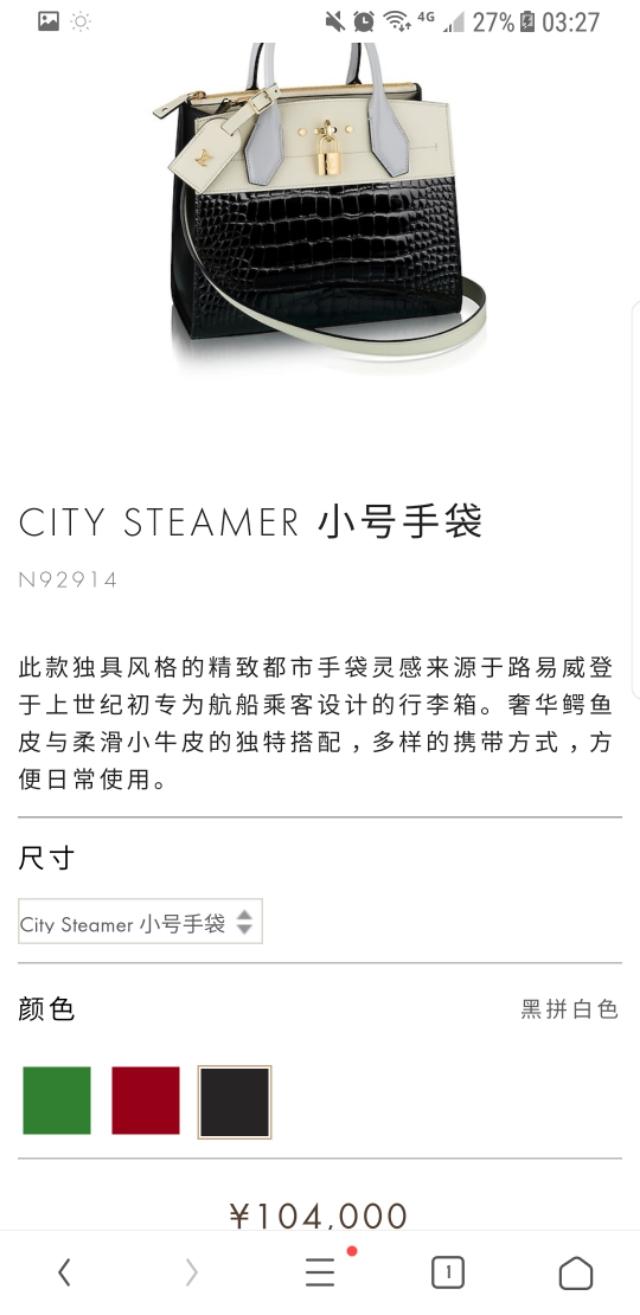 4G 27% 03:27
CITY STEAMER 小号手袋
N92914
此款独具风格的精致都市手袋灵感来源于路易威登
于上世纪初专为航船乘客设计的行李箱。奢华鳄鱼
皮与柔滑小牛皮的独特搭配，多样的携带方式，方
便日常使用。
尺寸
City Steamer 小号手袋
颜色 黑拼白色
¥104,000
1